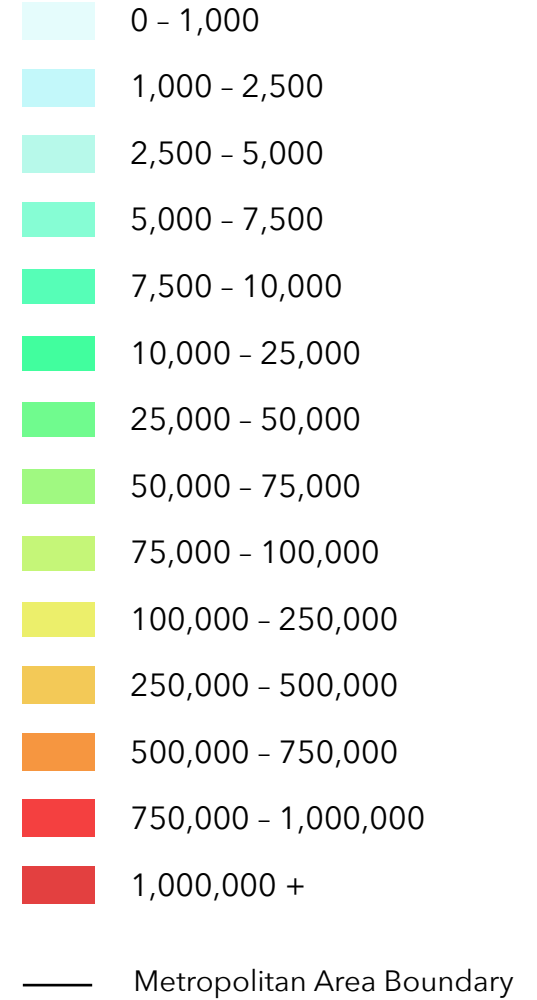 0 – 1,000
1,000 – 2,500
2,500 – 5,000
5,000 – 7,500
7,500 – 10,000
10,000 – 25,000
25,000 – 50,000
50,000 – 75,000
75,000 – 100,000
100,000 – 250,000
250,000 – 500,000
500,000 – 750,000
750,000 – 1,000,000
1,000,000 +
Metropolitan Area Boundary